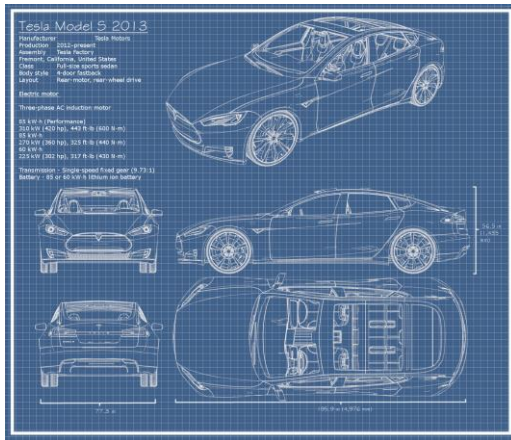 Tesla Model S 2013
Manufacturer Tesla Motors
Production 2012-present
Assembly Tesla Factory
Fremont, California, United States
Class Full-size sports sedan
Body style 4-door fastback
Layout Rear-motor, rear-wheel drive
Electric motor
Three-phase AC induction motor
85 kW·h (Performance)
310 kW (420 hp), 443 ft·lb (600 N·m)
85 kW·h
270 kW (360 hp), 325 ft·lb (440 N·m)
60 kW·h
225 kW (302 hp), 317 ft·lb (430 N·m)
Transmission - Single-speed fixed gear (9.73:1)
Battery - 85 or 60 kW·h lithium ion battery
77.3 in